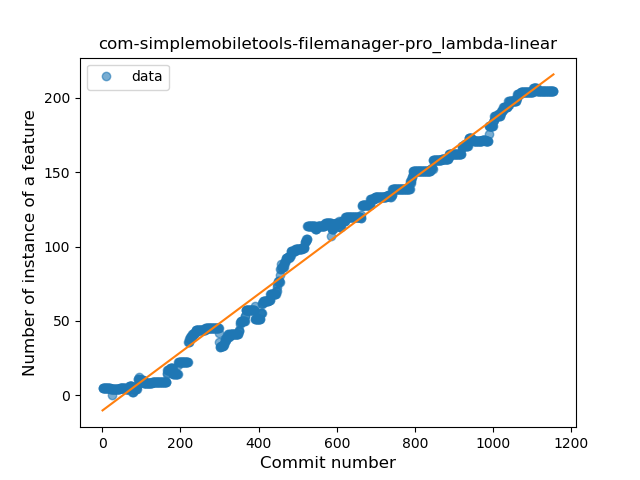 com-simplemobiletools-filemanager-pro_lambda-linear
data
Number of instance of a feature
200
150
100
50
0
0 200 400 600 800 1000 1200
Commit number